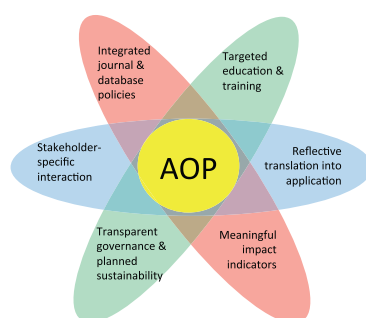 Integrated
journal &
database
policies
Targeted
education &
training
Stakeholder-
specific
interaction
AOP
Reflective
translation into
application
Transparent
governance &
planned
sustainability
Meaningful
impact
indicators